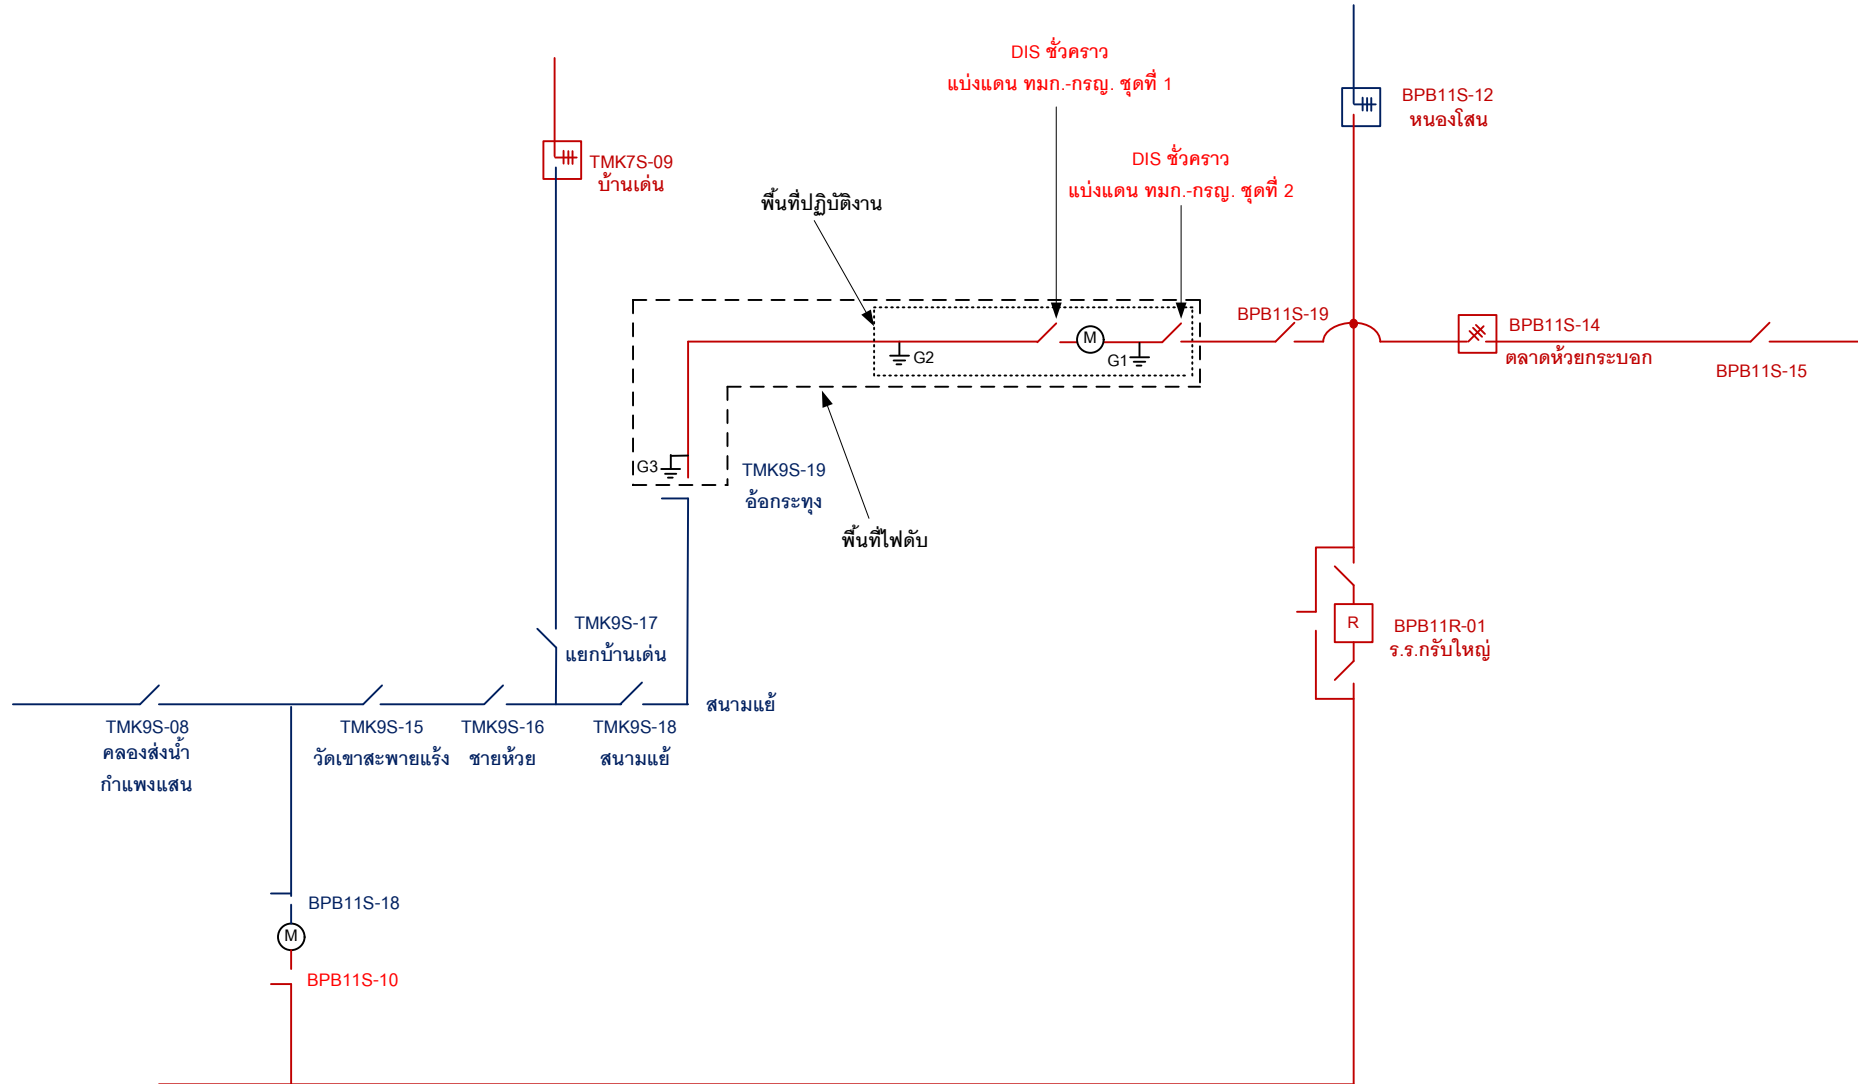 DIS ชั่วคราว
แบ่งแดน ทมก.-กรญ. ชุดที่ 1
BPB11S-12
หนองโสน
TMK7S-09
บ้านเด่น
DIS ชั่วคราว
แบ่งแดน ทมก.-กรญ. ชุดที่ 2
พื้นที่ปฏิบัติงาน
BPB11S-19
BPB11S-14
ตลาดห้วยกระบอก
BPB11S-15
M
G2
G1
G3
TMK9S-19
อ้อกระทุง
พื้นที่ไฟดับ
TMK9S-17
แยกบ้านเด่น
R
BPB11R-01
ร.ร.กรับใหญ่
สนามแย้
TMK9S-08
คลองส่งน้ำ
กำแพงแสน
TMK9S-15
วัดเขาสะพายแร้ง
TMK9S-16
ชายห้วย
TMK9S-18
สนามแย้
BPB11S-18
M
BPB11S-10